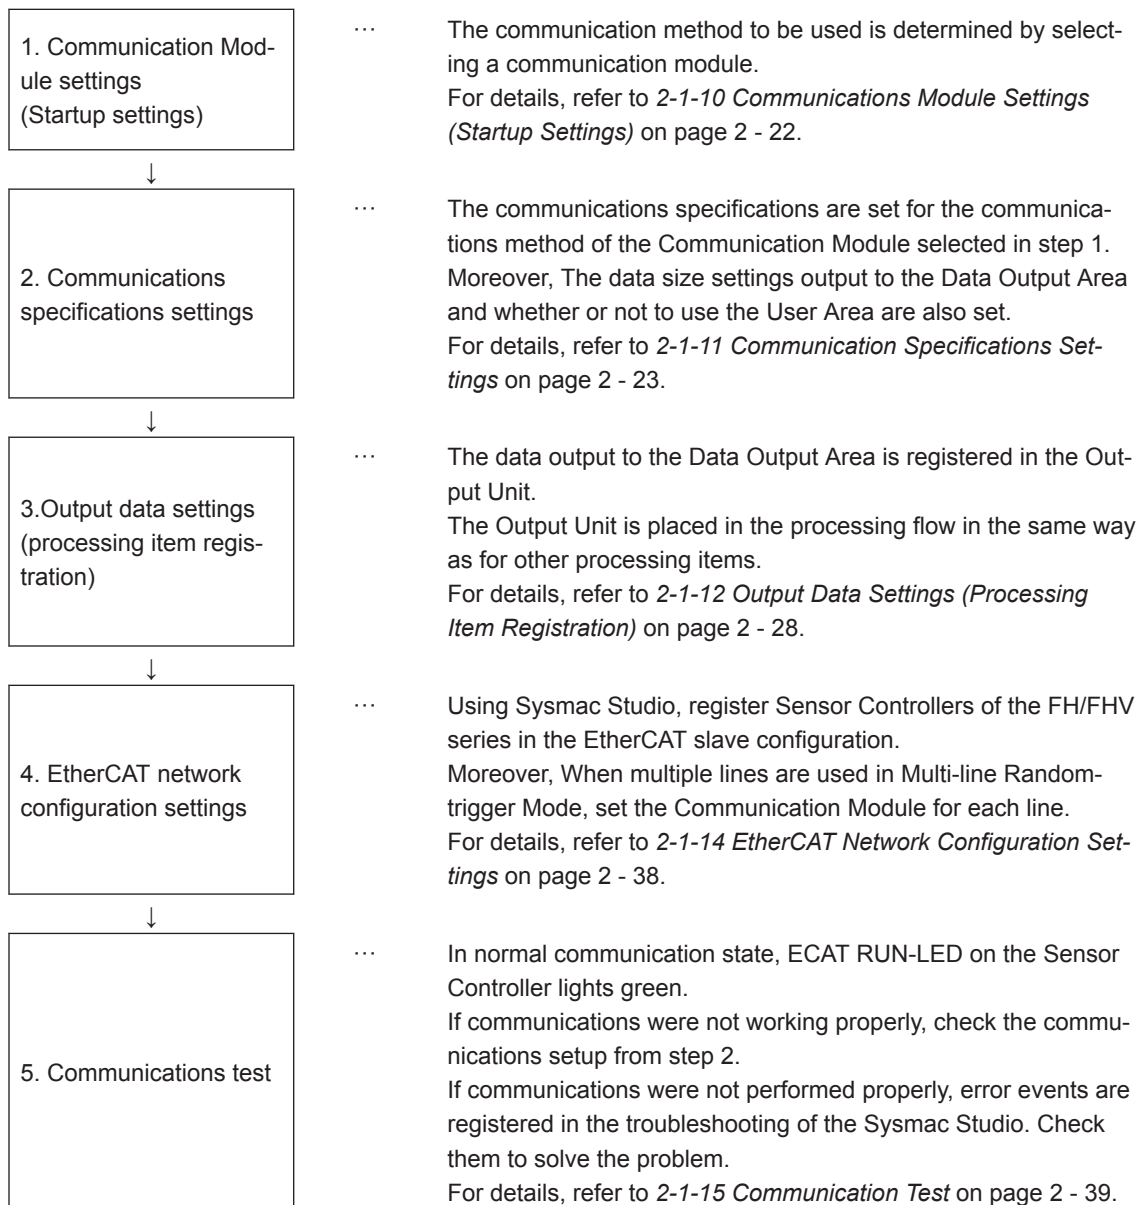 1. Communication Mod-
ule settings
(Startup settings)
… The communication method to be used is determined by select-
ing a communication module.
For details, refer to 2-1-10 Communications Module Settings
(Startup Settings) on page 2 - 22.
↓
2. Communications
specifications settings
… The communications specifications are set for the communica-
tions method of the Communication Module selected in step 1.
Moreover, The data size settings output to the Data Output Area
and whether or not to use the User Area are also set.
For details, refer to 2-1-11 Communication Specifications Set-
tings on page 2 - 23.
↓
3.Output data settings
(processing item regis-
tration)
… The data output to the Data Output Area is registered in the Out-
put Unit.
The Output Unit is placed in the processing flow in the same way
as for other processing items.
For details, refer to 2-1-12 Output Data Settings (Processing
Item Registration) on page 2 - 28.
↓
4. EtherCAT network
configuration settings
… Using Sysmac Studio, register Sensor Controllers of the FH/FHV
series in the EtherCAT slave configuration.
Moreover, When multiple lines are used in Multi-line Random-
trigger Mode, set the Communication Module for each line.
For details, refer to 2-1-14 EtherCAT Network Configuration Set-
tings on page 2 - 38.
↓
5. Communications test
… In normal communication state, ECAT RUN-LED on the Sensor
Controller lights green.
If communications were not working properly, check the commu-
nications setup from step 2.
If communications were not performed properly, error events are
registered in the troubleshooting of the Sysmac Studio. Check
them to solve the problem.
For details, refer to 2-1-15 Communication Test on page 2 - 39.